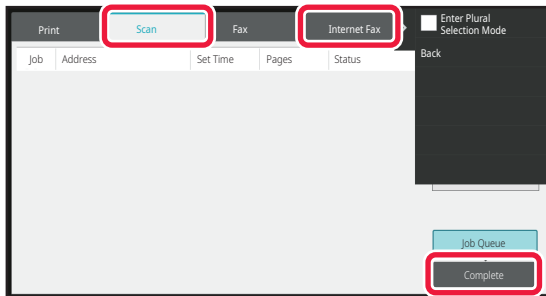 Print Scan Fax Internet Fax
Enter Plural
Selection Mode
Job Address Set Time Pages Status
Back
Job Queue
Complete